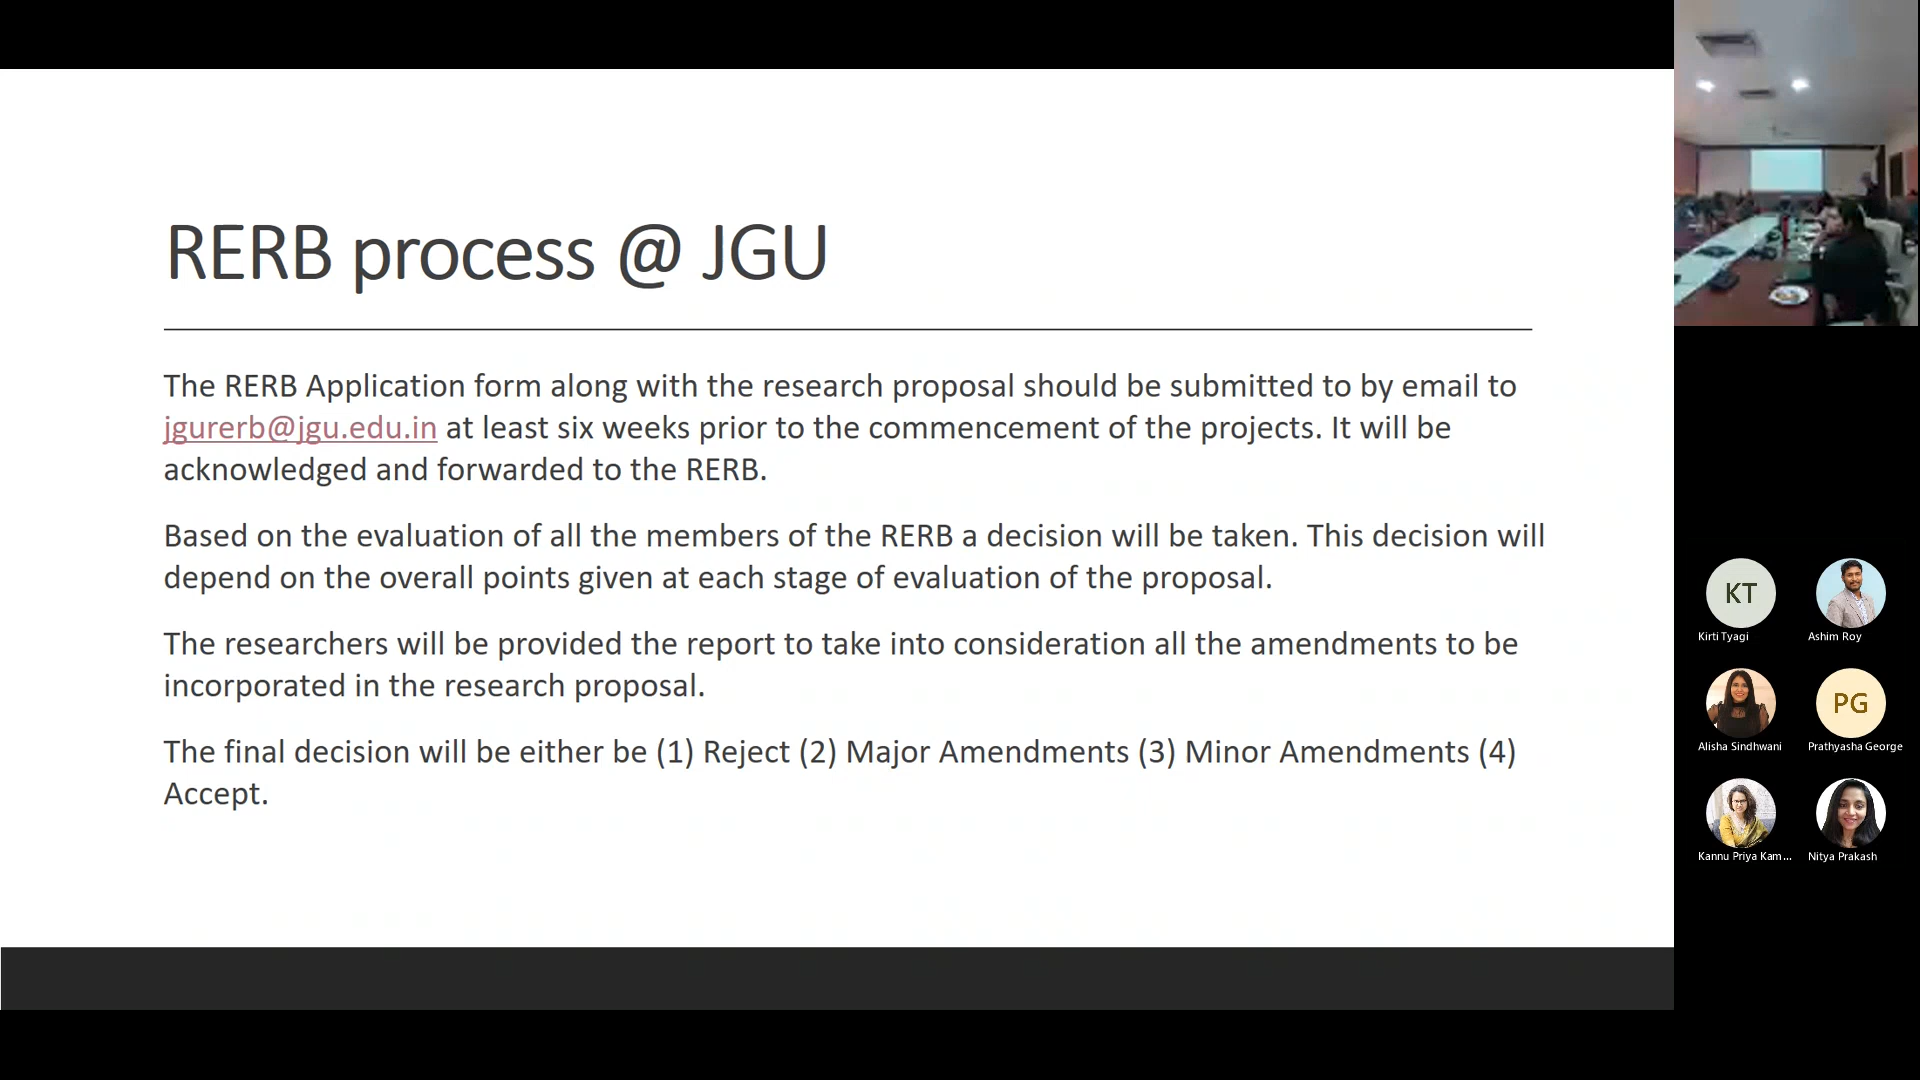 RERB process @ JGU
The RERB Application form along with the research proposal should be submitted to by email to
jgurerb@jgu.edu.in at least six weeks prior to the commencement of the projects. It will be
acknowledged and forwarded to the RERB.
Based on the evaluation of all the members of the RERB a decision will be taken. This decision will
depend on the overall points given at each stage of evaluation of the proposal.
The researchers will be provided the report to take into consideration all the amendments to be
incorporated in the research proposal.
The final decision will be either be (1) Reject (2) Major Amendments (3) Minor Amendments (4)
Accept.
KT
Kirti Tyagi
Ashim Roy
Alisha Sindhwani
PG
Prathyasha George
Kannu Priya Kam...
Nitya Prakash